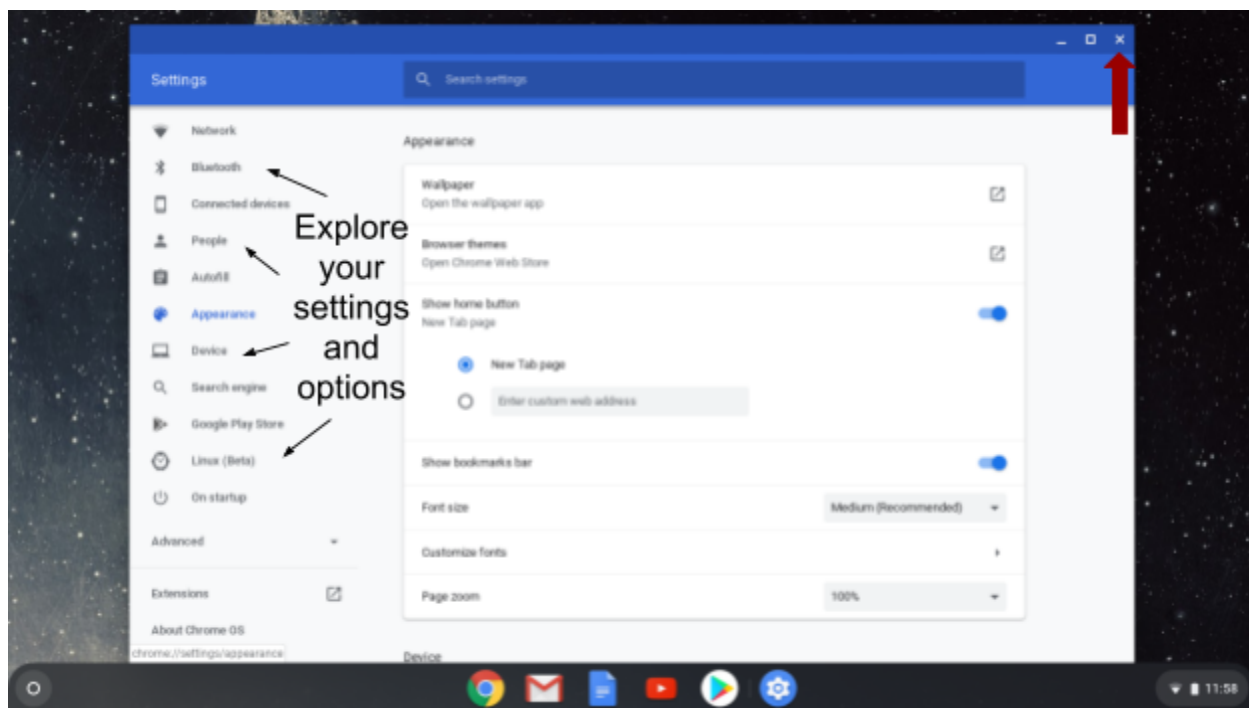 Settings
Search settings
Network
Bluetooth
Connected devices
People
Autofill
Appearance
Device
Search engine
Google Play Store
Linux (Beta)
On startup
Advanced
Extensions
About Chrome OS
chrome://settings/appearance
Explore
your
settings
and
options
Appearance
Wallpaper
Open the wallpaper app
Browser themes
Open Chrome Web Store
Show home button
New Tab page
New Tab page
Enter custom web address
Show bookmarks bar
Font size
Medium (Recommended)
Customize fonts
Page zoom
100%
Device
11:58